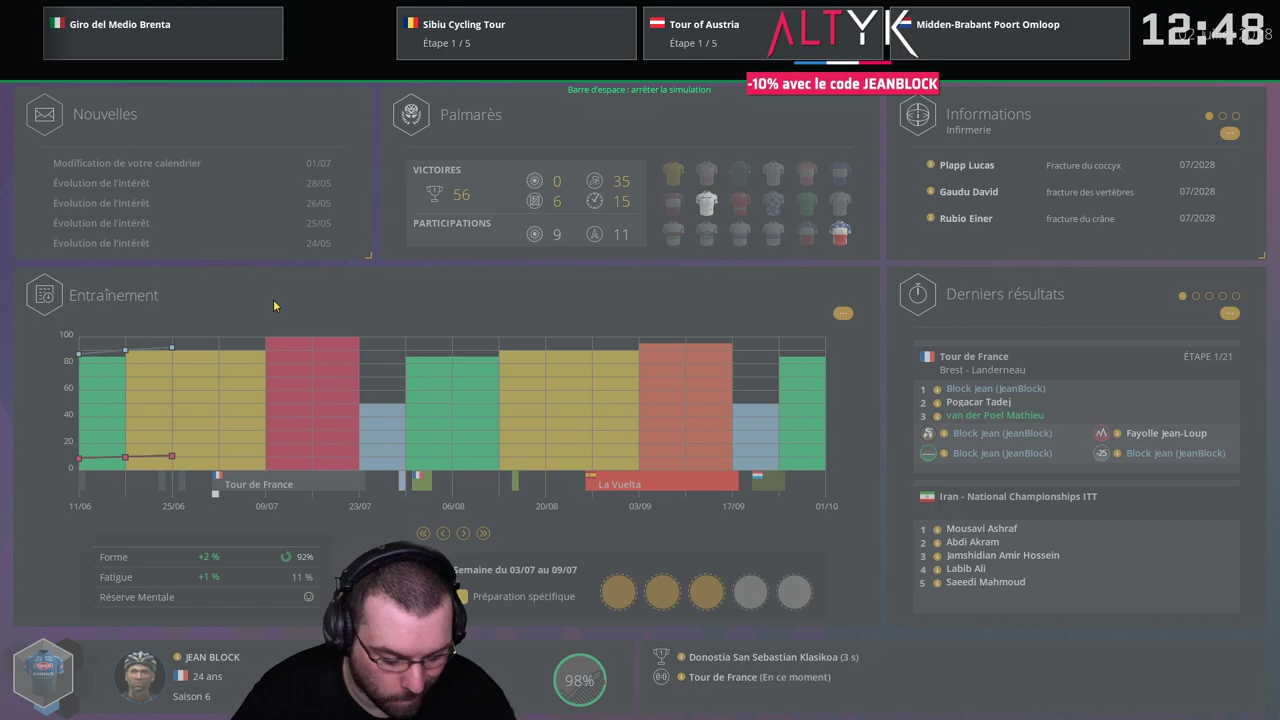 Giro del Medio Brenta
Sibiu Cycling Tour
Étape 1 / 5
Tour of Austria
Étape 1 / 5
Midden-Brabant Poort Omloop
ALTYK
12:48
-10% avec le code JEANBLOCK
Barre d'espace : arrêter la simulation
Nouvelles
Modification de votre calendrier 01/07
Évolution de l'intérêt 28/05
Évolution de l'intérêt 26/05
Évolution de l'intérêt 25/05
Évolution de l'intérêt 24/05
Palmarès
VICTOIRES
56
0
35
6
15
PARTICIPATIONS
9
11
Informations
Infirmerie
Plapp Lucas Fracture du coccyx 07/2028
Gaudu David fracture des vertèbres 07/2028
Rubio Einer fracture du crâne 07/2028
Entraînement
100
80
60
40
20
0
Tour de France
La Vuelta
11/06 25/06 09/07 23/07 06/08 20/08 03/09 17/09 01/10
Forme +2 % 92%
Fatigue +1 % 11 %
Réserve Mentale
Semaine du 03/07 au 09/07
Préparation spécifique
Derniers résultats
Tour de France ÉTAPE 1/21
Brest - Landerneau
1 Block Jean (JeanBlock)
2 Pogacar Tadej
3 van der Poel Mathieu
Block Jean (JeanBlock)
Fayolle Jean-Loup
Block Jean (JeanBlock)
-25 Block Jean (JeanBlock)
Iran - National Championships ITT
1 Mousavi Ashraf
2 Abdi Akram
3 Jamshidian Amir Hossein
4 Labib Ali
5 Saeedi Mahmoud
JEAN BLOCK
24 ans
Saison 6
98%
Donostia San Sebastian Klasikoa (3 s)
Tour de France (En ce moment)